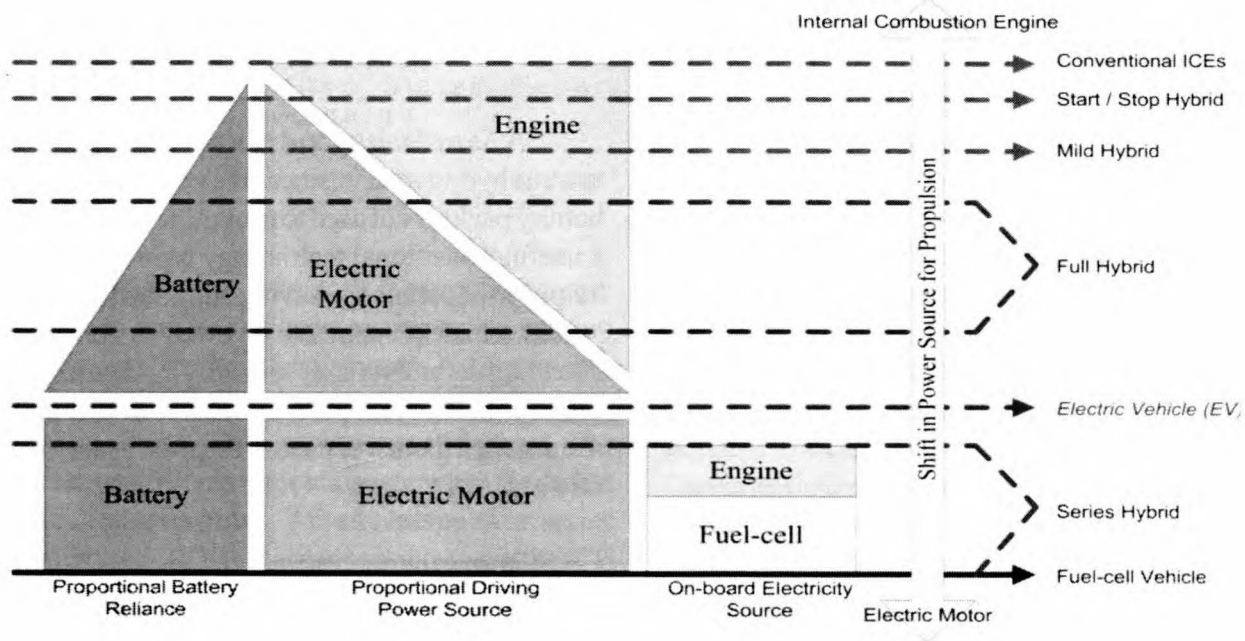 Internal Combustion Engine
Conventional ICEs
Start / Stop Hybrid
Engine
Mild Hybrid
Battery
Electric
Motor
Full Hybrid
Shift in Power Source for Propulsion
Electric Vehicle (EV)
Battery
Electric Motor
Engine
Fuel-cell
Series Hybrid
Fuel-cell Vehicle
Proportional Battery
Reliance
Proportional Driving
Power Source
On-board Electricity
Source
Electric Motor